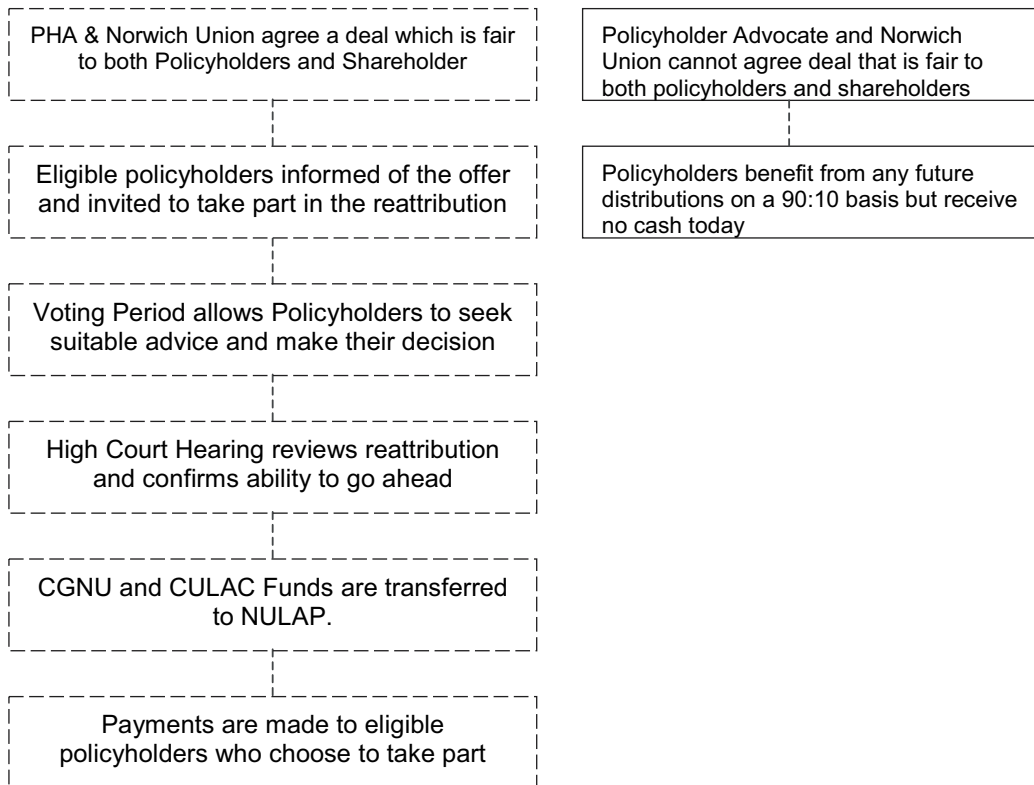 PHA & Norwich Union agree a deal which is fair
to both Policyholders and Shareholder
Eligible policyholders informed of the offer
and invited to take part in the reattribution
Voting Period allows Policyholders to seek
suitable advice and make their decision
High Court Hearing reviews reattribution
and confirms ability to go ahead
CGNU and CULAC Funds are transferred
to NULAP.
Payments are made to eligible
policyholders who choose to take part
Policyholder Advocate and Norwich
Union cannot agree deal that is fair to
both policyholders and shareholders
Policyholders benefit from any future
distributions on a 90:10 basis but receive
no cash today